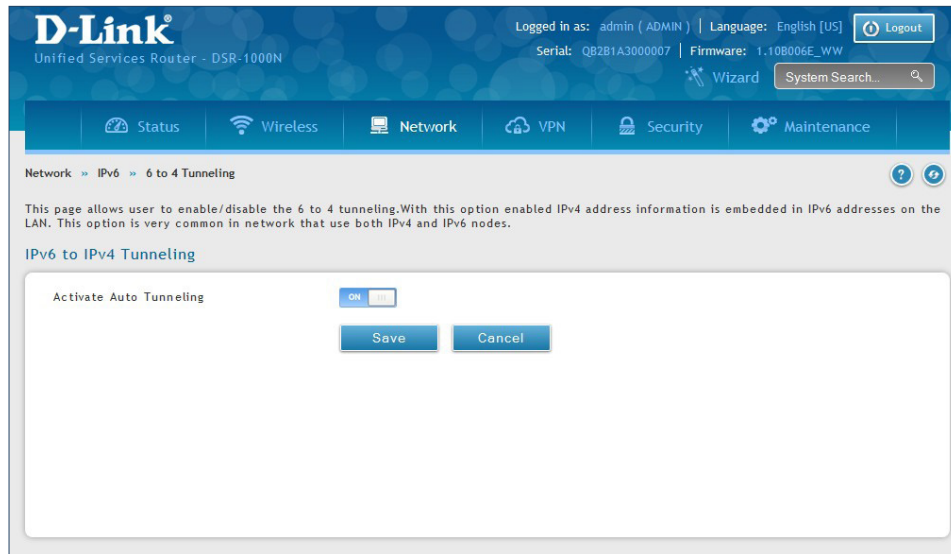 D-Link®
Unified Services Router - DSR-1000N
Logged in as: admin ( ADMIN ) | Language: English [US]
Logout
Serial: QB2B1A3000007 | Firmware: 1.10B006E_WW
Wizard
System Search...
Status
Wireless
Network
VPN
Security
Maintenance
Network » IPv6 » 6 to 4 Tunneling
?
This page allows user to enable/disable the 6 to 4 tunneling.With this option enabled IPv4 address information is embedded in IPv6 addresses on the
LAN. This option is very common in network that use both IPv4 and IPv6 nodes.
IPv6 to IPv4 Tunneling
Activate Auto Tunneling
ON
Save
Cancel